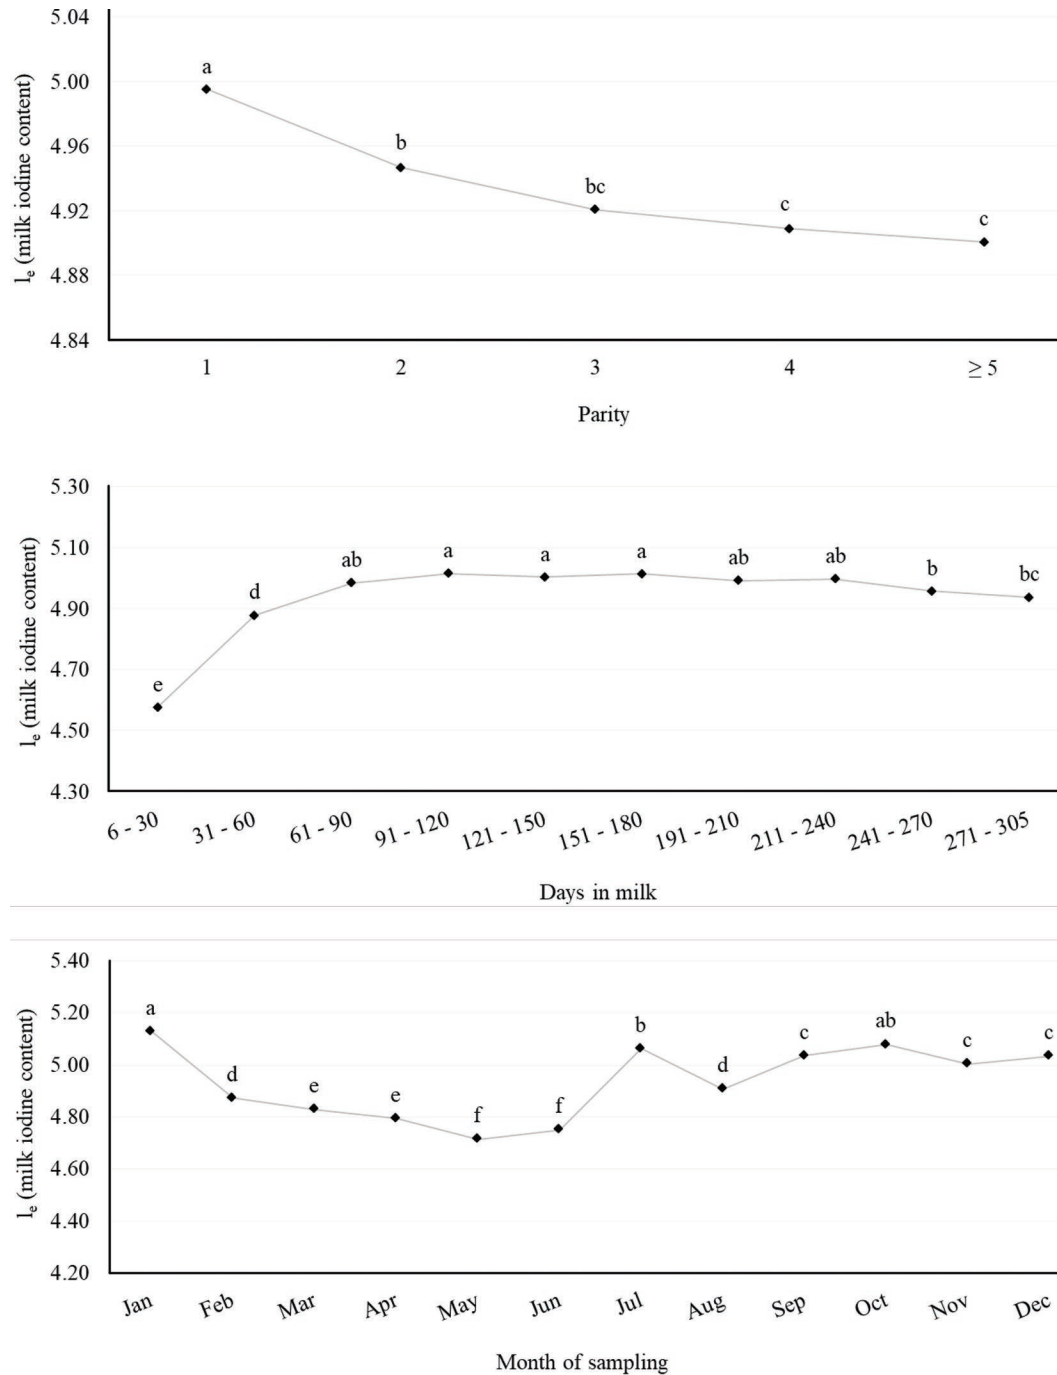 5.04
a
5.00
b
4.96
bc
c
c
4.92
4.88
4.84
l_e (milk iodine content)
1 2 3 4 ≥ 5
Parity
5.30
5.10
ab a a a ab ab b bc
d
4.90
4.70
e
4.50
4.30
l_e (milk iodine content)
6 - 30 31 - 60 61 - 90 91 - 120 121 - 150 151 - 180 191 - 210 211 - 240 241 - 270 271 - 305
Days in milk
5.40
5.20
a b c ab c c
5.00
d e e d
4.80
f f
4.60
4.40
4.20
l_e (milk iodine content)
Jan Feb Mar Apr May Jun Jul Aug Sep Oct Nov Dec
Month of sampling